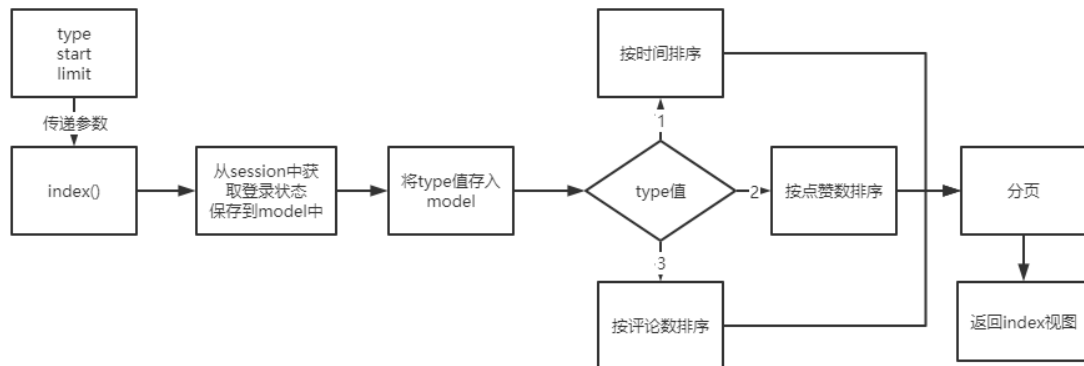 type
start
limit
传递参数
index()
从session中获
取登录状态
保存到model中
将type值存入
model
type值
1
按时间排序
2
按点赞数排序
3
按评论数排序
分页
返回index视图